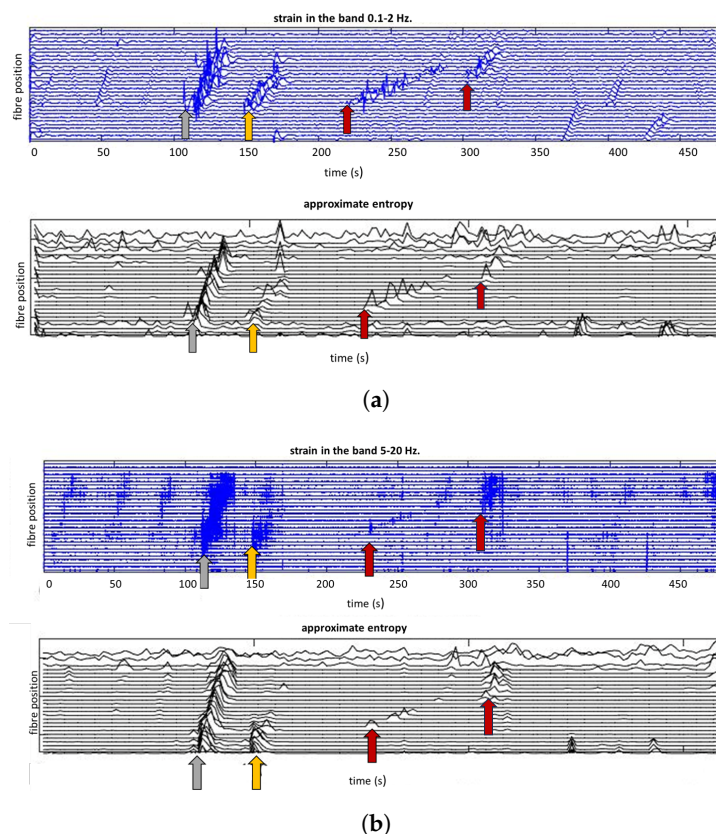 strain in the band 0.1-2 Hz.
fibre position
0 50 100 150 200 250 300 350 400 450
time (s)
approximate entropy
fibre position
time (s)
(a)
strain in the band 5-20 Hz.
fibre position
0 50 100 150 200 250 300 350 400 450
time (s)
approximate entropy
fibre position
time (s)
(b)